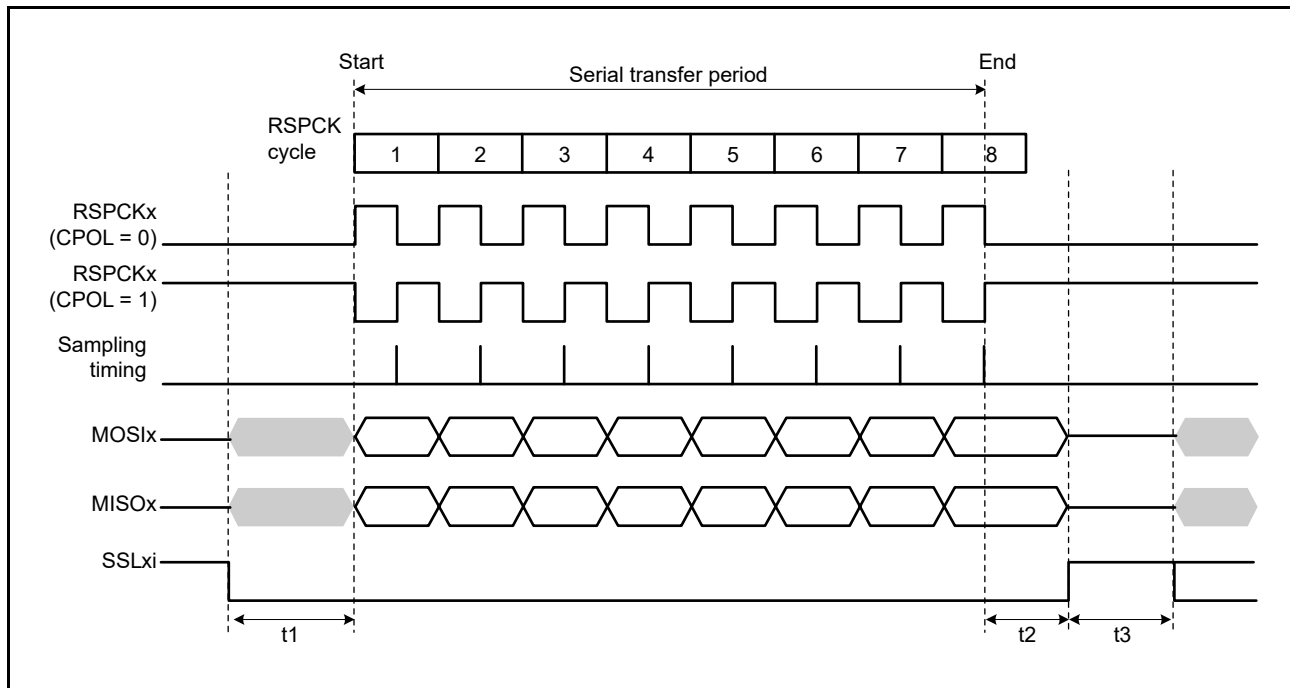 Start
Serial transfer period
End
RSPCK
cycle
1 2 3 4 5 6 7 8
RSPCKx
(CPOL = 0)
RSPCKx
(CPOL = 1)
Sampling
timing
MOSIx
MISOx
SSLxi
t1
t2
t3